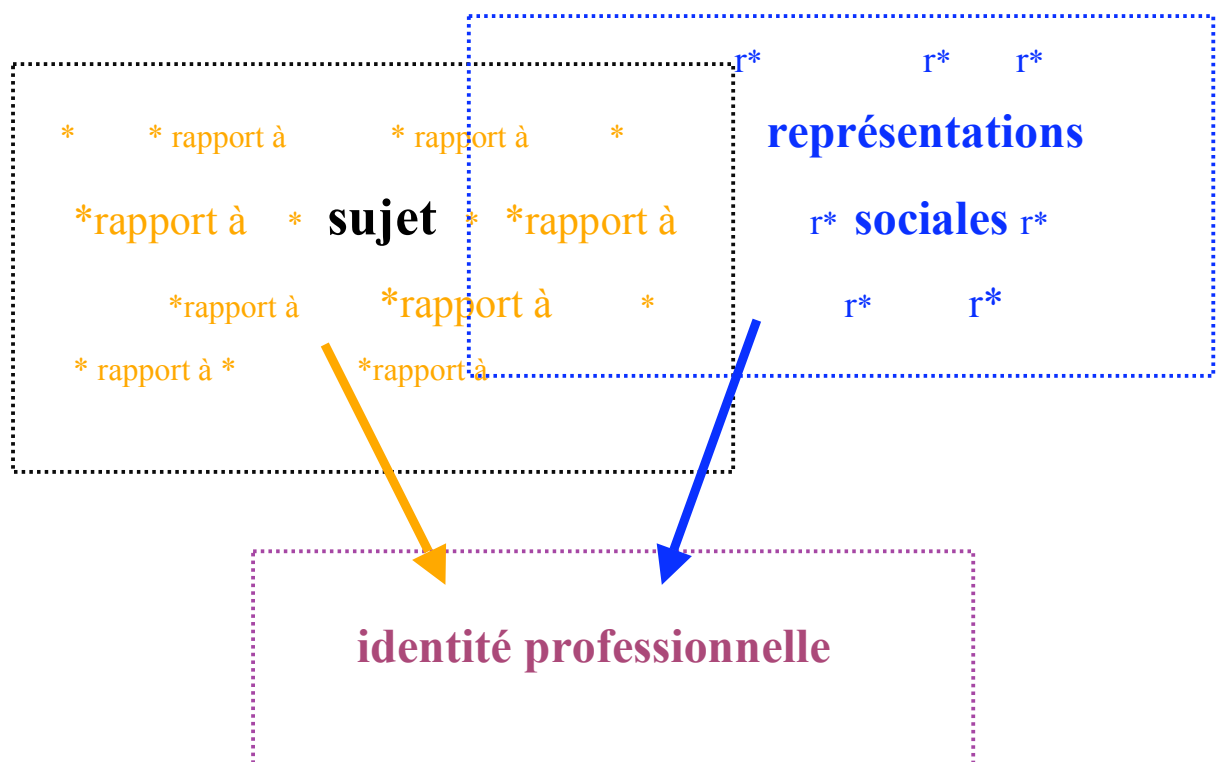 r* r* r*
* * rapport à * rapport à * représentations
*rapport à * sujet * *rapport à r* sociales r*
*rapport à *rapport à * r* r*
* rapport à * *rapport à
identité professionnelle